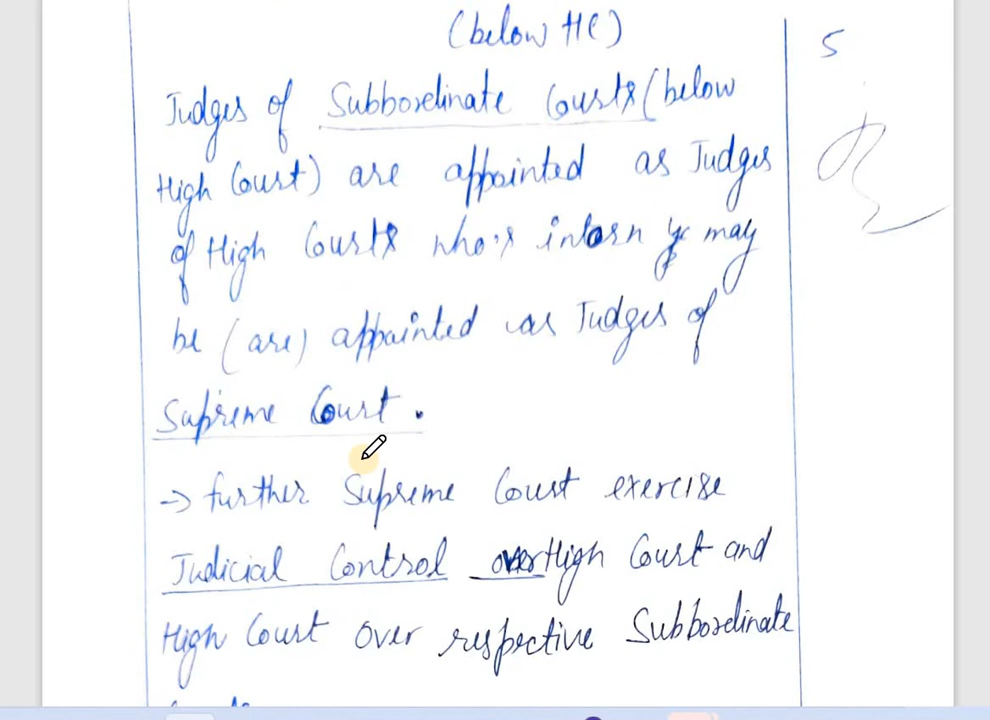 (below HC)
5
Judges of Subbordinate Courts (below
High Court) are appointed as Judges
of High Courts who's inturn may
be (are) appointed as Judges of
Supreme Court.
→ further Supreme Court exercise
Judicial Control over High Court and
High Court over respective Subbordinate